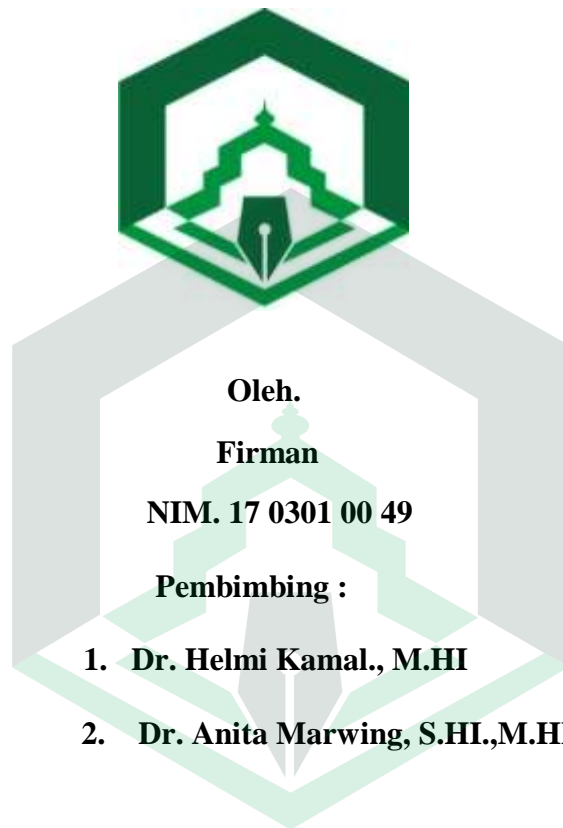 Oleh.
Firman
NIM. 17 0301 00 49
Pembimbing :
1. Dr. Helmi Kamal., M.HI
2. Dr. Anita Marwing, S.HI.,M.HI